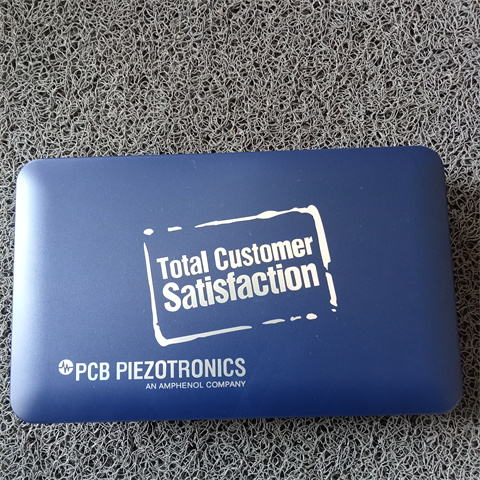 Total Customer
Satisfaction
PCB PIEZOTRONICS
AN AMPHENOL COMPANY